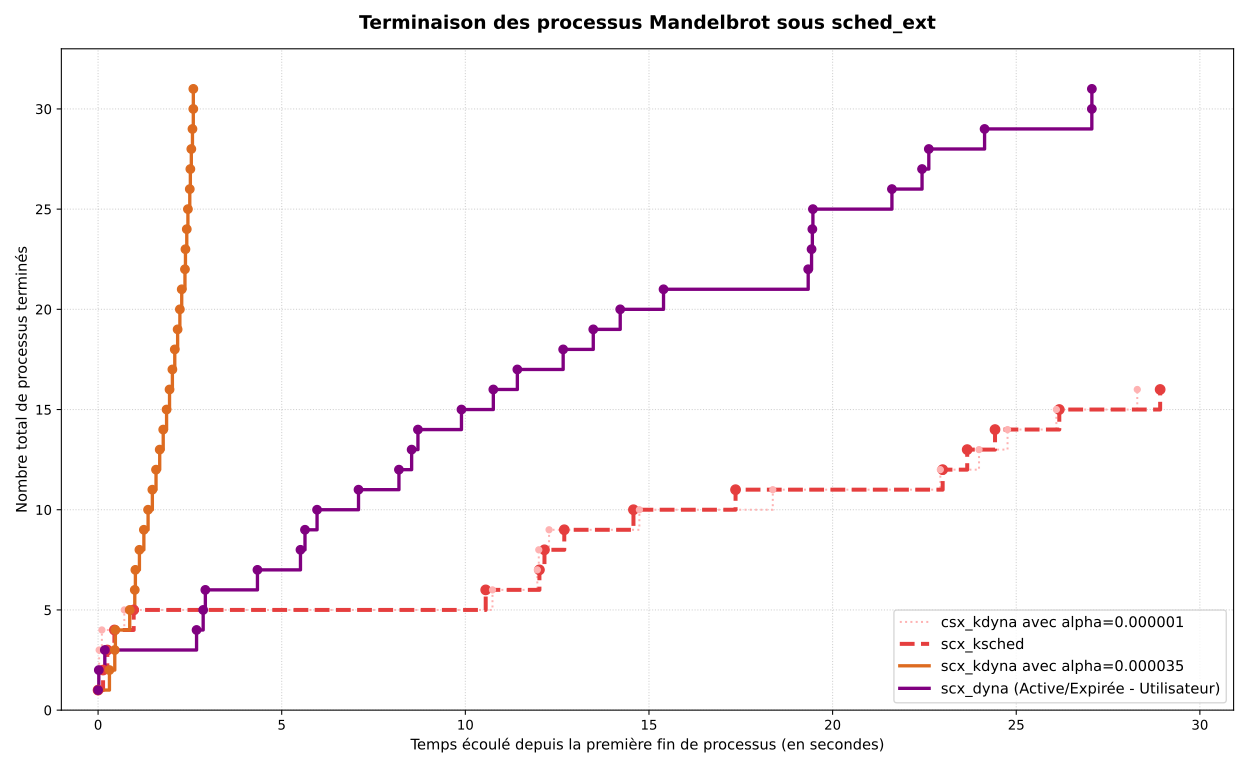 Terminaison des processus Mandelbrot sous sched_ext
Nombre total de processus terminés
30
25
20
15
10
5
0
csx_kdyna avec alpha=0.000001
scx_ksched
scx_kdyna avec alpha=0.000035
scx_dyna (Active/Expirée - Utilisateur)
0 5 10 15 20 25 30
Temps écoulé depuis la première fin de processus (en secondes)